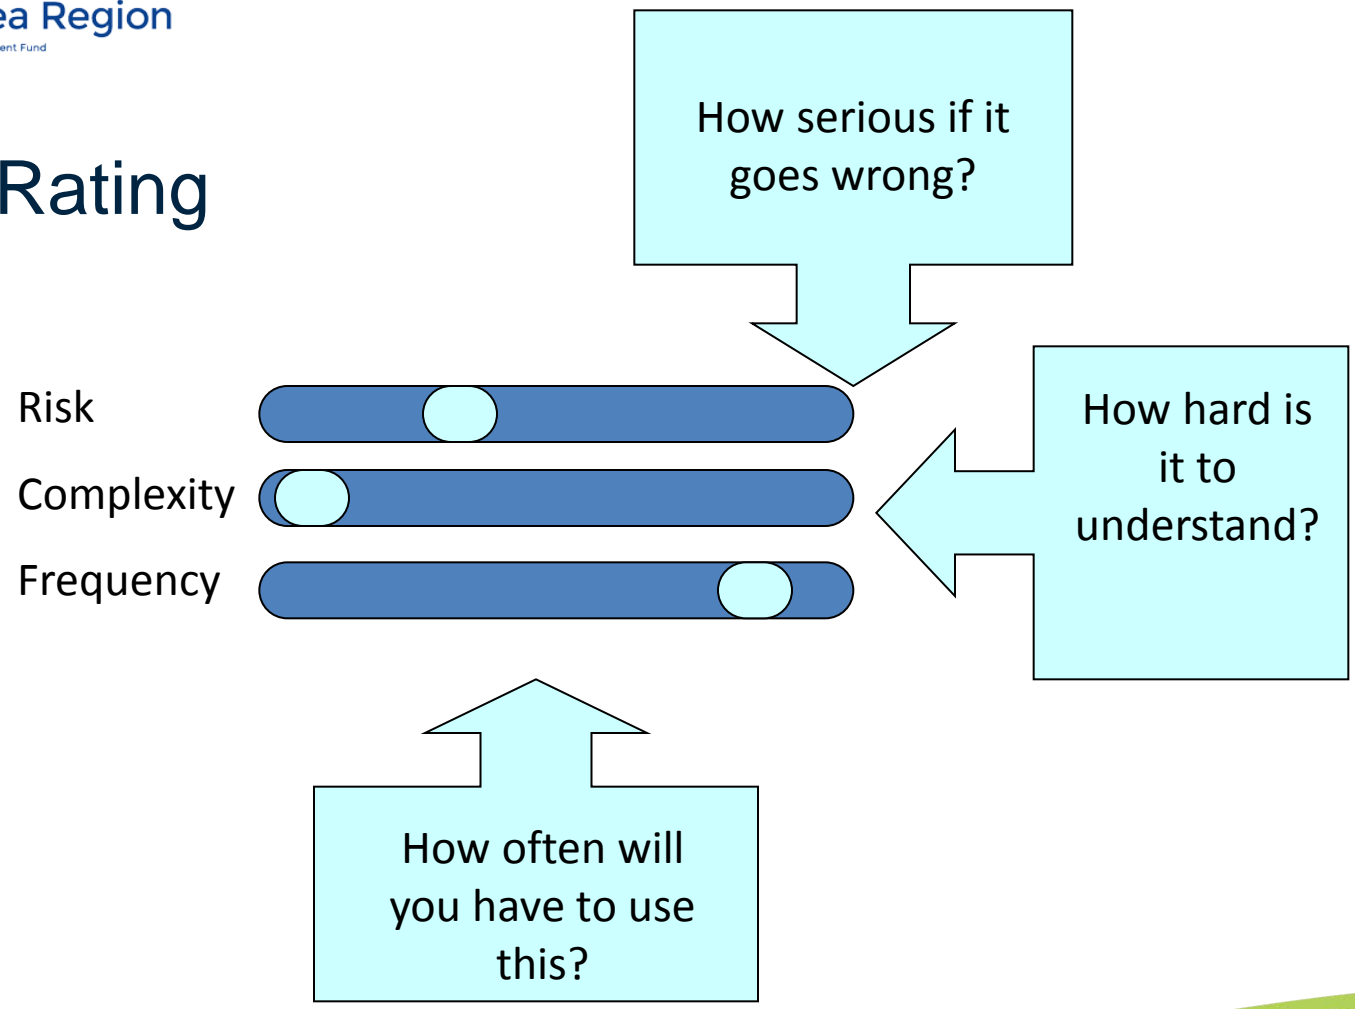 ea Region
ent Fund
Rating
How serious if it
goes wrong?
Risk
Complexity
Frequency
How hard is
it to
understand?
How often will
you have to use
this?